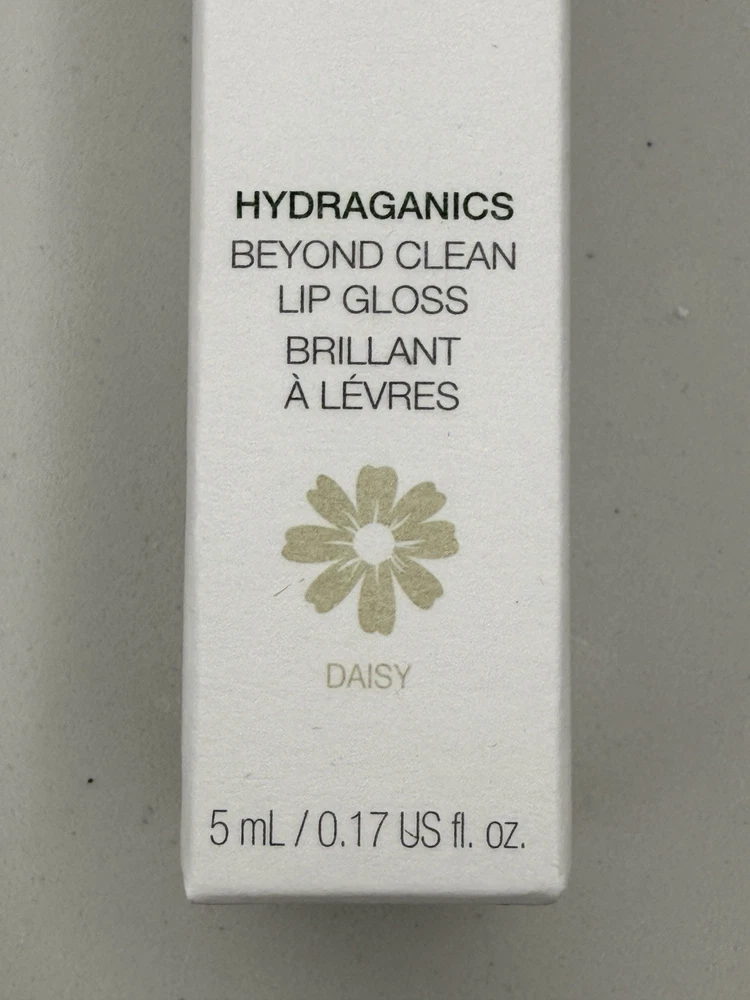 HYDRAGANICS
BEYOND CLEAN
LIP GLOSS
BRILLANT
À LÉVRES
DAISY
5 mL / 0.17 US fl. oz.